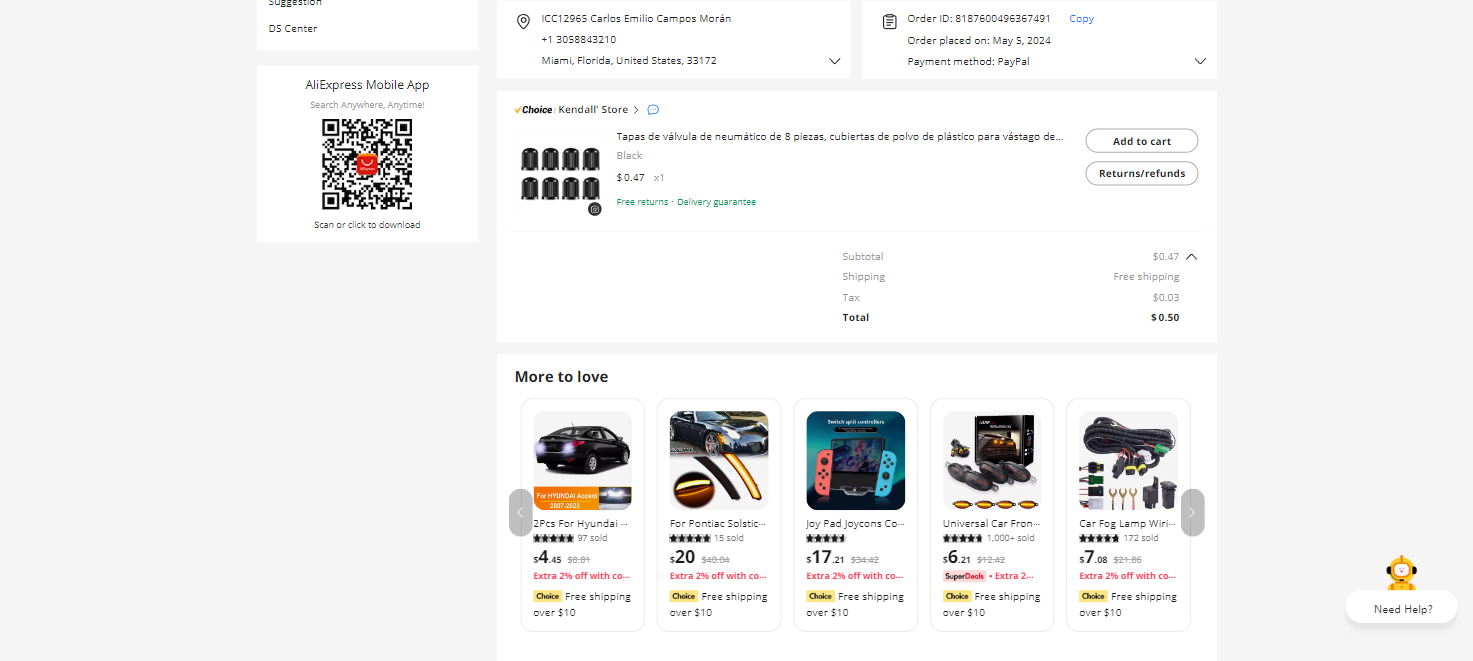 Suggestion
DS Center
AliExpress Mobile App
Search Anywhere, Anytime!
Scan or click to download
ICC12965 Carlos Emilio Campos Morán
+1 3058843210
Miami, Florida, United States, 33172
Order ID: 8187600496367491 Copy
Order placed on: May 5, 2024
Payment method: PayPal
Choice Kendall' Store
Tapas de válvula de neumático de 8 piezas, cubiertas de polvo de plástico para vástago de...
Black
$0.47 x1
Free returns · Delivery guarantee
Add to cart
Returns/refunds
Subtotal $0.47
Shipping Free shipping
Tax $0.03
Total $0.50
More to love
For HYUNDAI Accent
2007-2023
2Pcs For Hyundai ...
97 sold
$4.45 $8.81
Extra 2% off with co...
Choice Free shipping
over $10
For Pontiac Solstic...
15 sold
$20 $40.04
Extra 2% off with co...
Choice Free shipping
over $10
Switch split controllers
Joy Pad Joycons Co...
$17.21 $34.42
Extra 2% off with co...
Choice Free shipping
over $10
Universal Car Fron...
1,000+ sold
$6.21 $12.42
SuperDeals • Extra 2...
Choice Free shipping
over $10
Car Fog Lamp Wiri...
172 sold
$7.08 $21.86
Extra 2% off with co...
Choice Free shipping
over $10
Need Help?